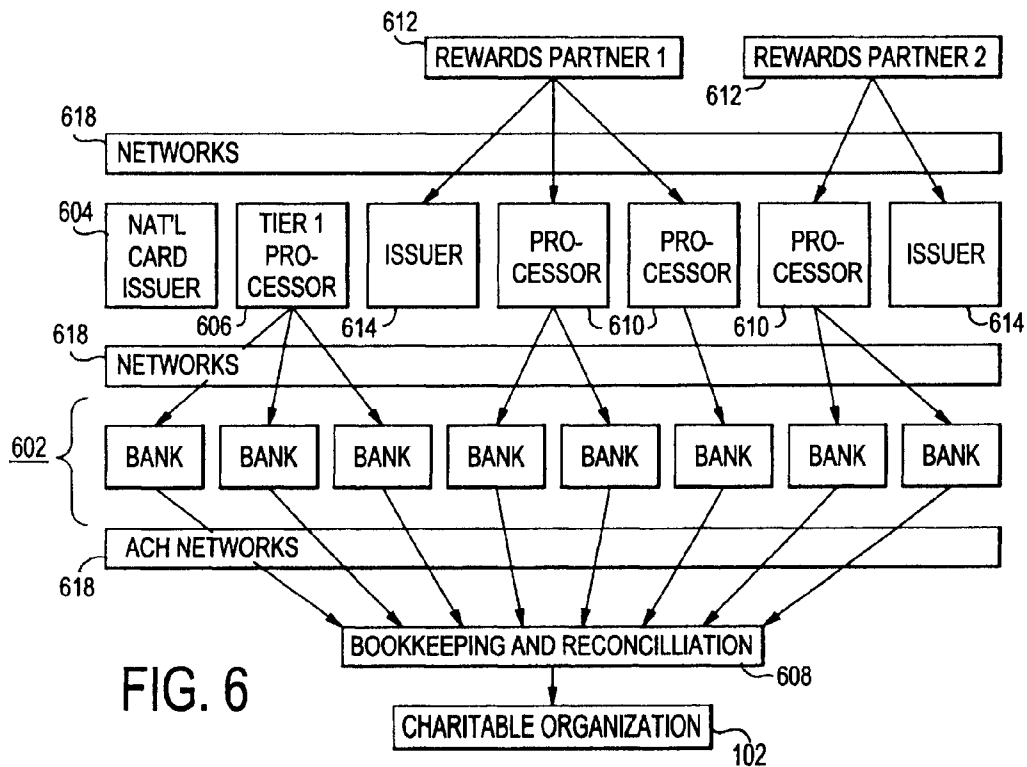 612
REWARDS PARTNER 1
REWARDS PARTNER 2
612
618
NETWORKS
604
NAT'L
CARD
ISSUER
TIER 1
PRO-
CESSOR
ISSUER
PRO-
CESSOR
PRO-
CESSOR
PRO-
CESSOR
ISSUER
606
614
610
610
614
618
NETWORKS
602
BANK
BANK
BANK
BANK
BANK
BANK
BANK
BANK
ACH NETWORKS
618
BOOKKEEPING AND RECONCILLIATION
608
FIG. 6
CHARITABLE ORGANIZATION
102